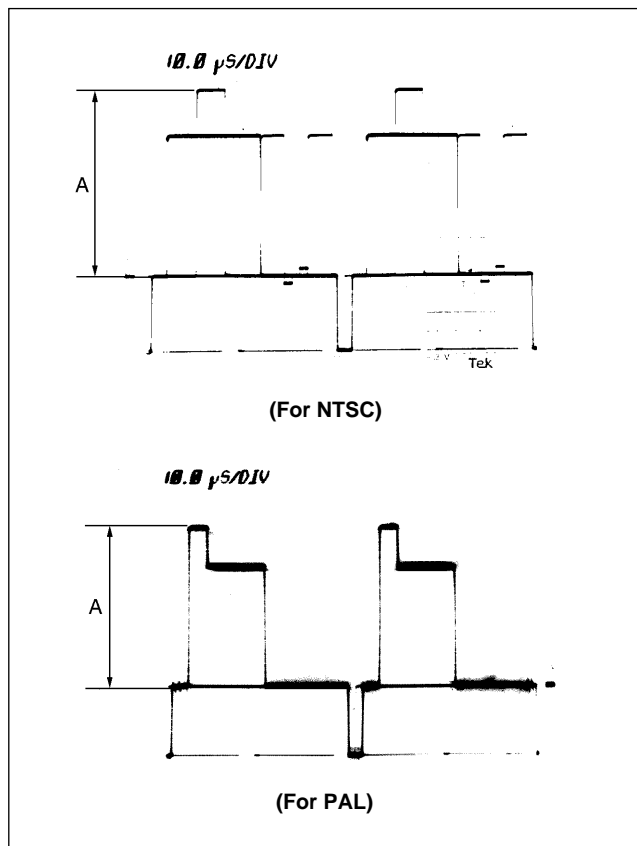 10.0 µS/DIV
A
Tek
(For NTSC)
10.0 µS/DIV
A
(For PAL)